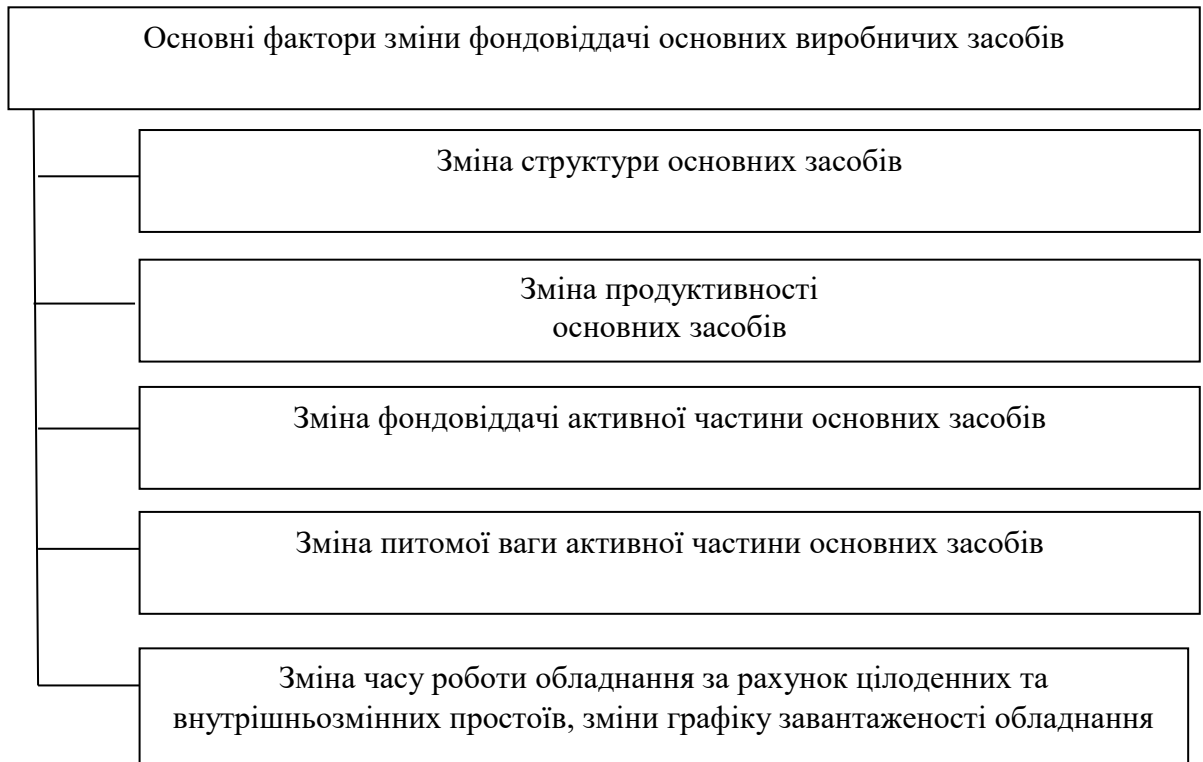 Основні фактори зміни фондовіддачі основних виробничих засобів
Зміна структури основних засобів
Зміна продуктивності
основних засобів
Зміна фондовіддачі активної частини основних засобів
Зміна питомої ваги активної частини основних засобів
Зміна часу роботи обладнання за рахунок цілоденних та
внутрішньозмінних простоїв, зміни графіку завантаженості обладнання